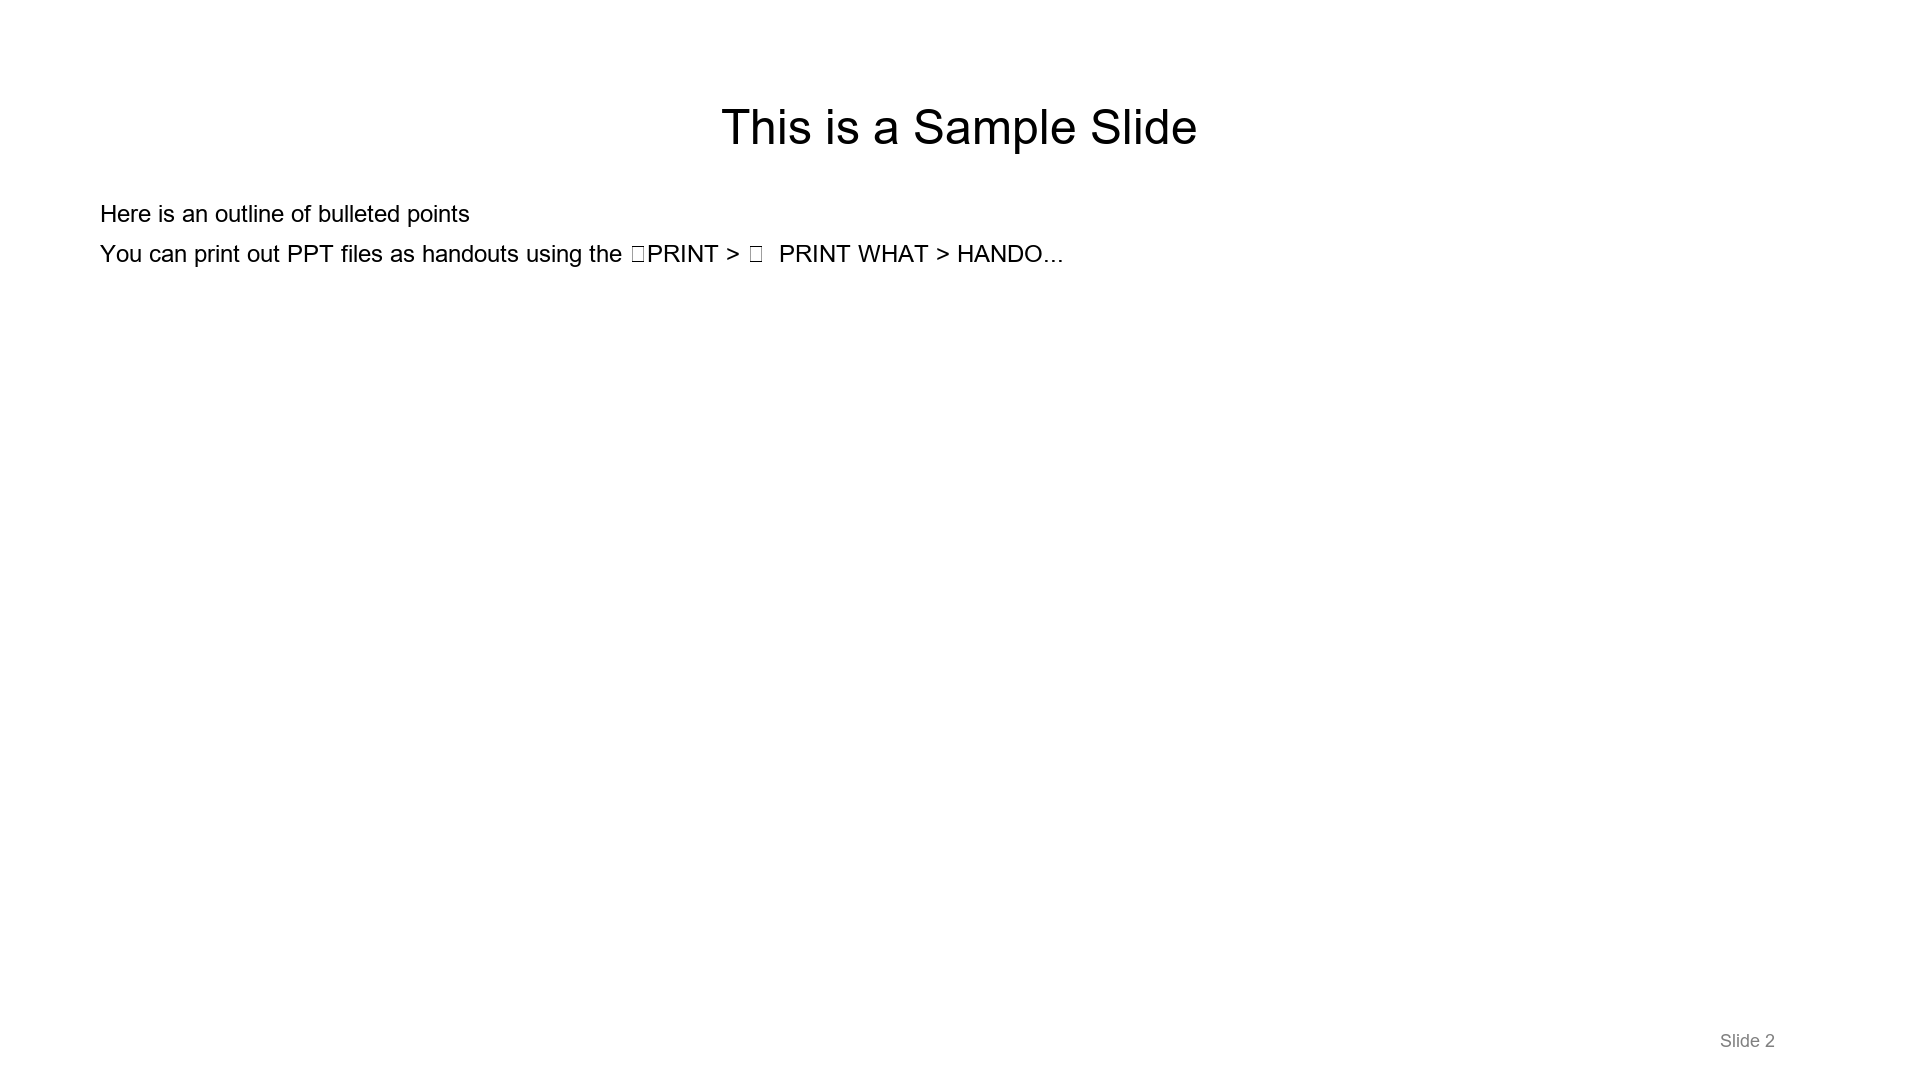 This is a Sample Slide
Here is an outline of bulleted points
You can print out PPT files as handouts using the □PRINT > □  PRINT WHAT > HANDO...
Slide 2